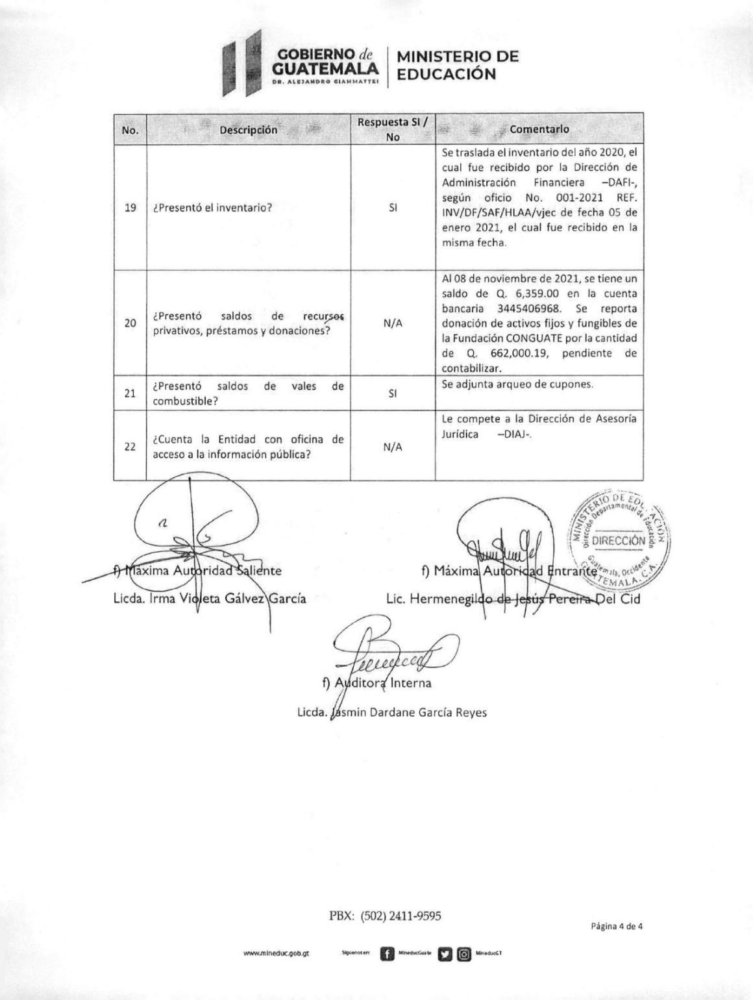 GOBIERNO de
GUATEMALA
DR. ALEJANDRO GIAMMATTEI
MINISTERIO DE
EDUCACIÓN
No.
Descripción
Respuesta SI /
No
Comentario
19
¿Presentó el inventario?
SI
Se traslada el inventario del año 2020, el
cual fue recibido por la Dirección de
Administración Financiera –DAFI-,
según oficio No. 001-2021 REF.
INV/DF/SAF/HLAA/vjec de fecha 05 de
enero 2021, el cual fue recibido en la
misma fecha.
20
¿Presentó saldos de recursos
privativos, préstamos y donaciones?
N/A
Al 08 de noviembre de 2021, se tiene un
saldo de Q. 6,359.00 en la cuenta
bancaria 3445406968. Se reporta
donación de activos fijos y fungibles de
la Fundación CONGUATE por la cantidad
de Q. 662,000.19, pendiente de
contabilizar.
21
¿Presentó saldos de vales de
combustible?
SI
Se adjunta arqueo de cupones.
22
¿Cuenta la Entidad con oficina de
acceso a la información pública?
N/A
Le compete a la Dirección de Asesoría
Jurídica –DIAJ-.
MINISTERIO DE EDUCACIÓN
Dirección Departamental de Educación
DIRECCIÓN
Guatemala, Occidente
GUATEMALA, C.A.
f) Máxima Autoridad Saliente
Licda. Irma Violeta Gálvez García
f) Máxima Autoridad Entrante
Lic. Hermenegildo de Jesús Pereira Del Cid
f) Auditora Interna
Licda. Jasmin Dardane García Reyes
PBX: (502) 2411-9595
Página 4 de 4
www.mineduc.gob.gt
Síguenos en:
MineducGuate
MineducGT